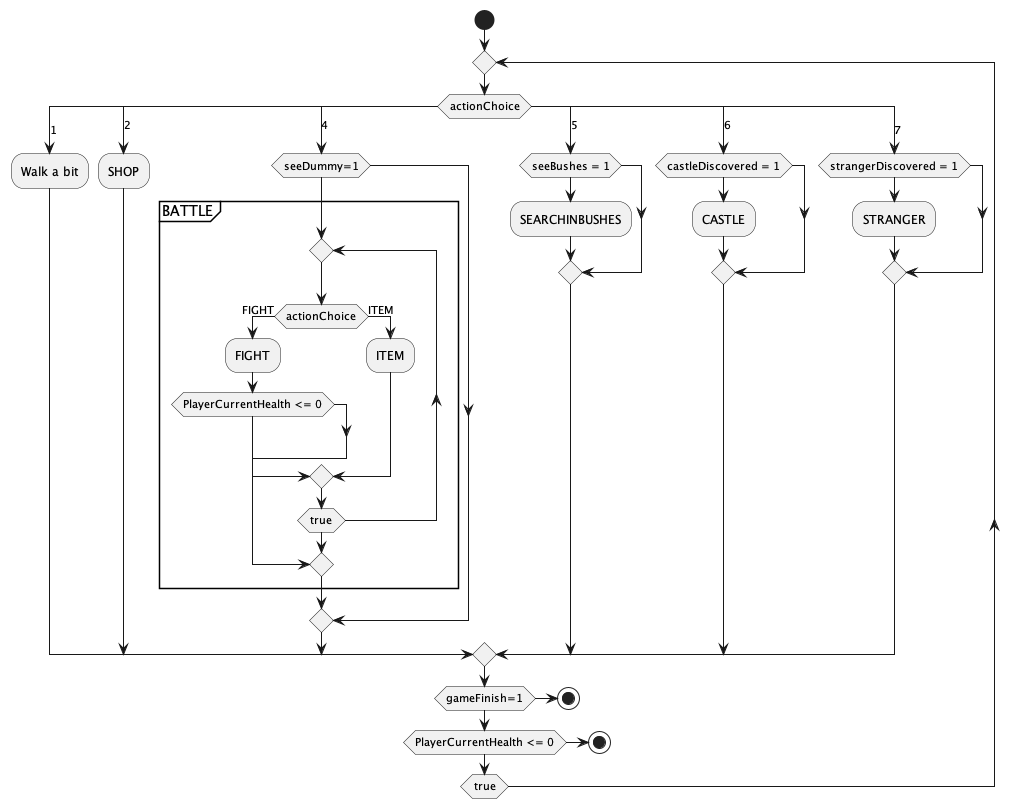 actionChoice
1
2
4
5
6
7
Walk a bit
SHOP
seeDummy=1
seeBushes = 1
castleDiscovered = 1
strangerDiscovered = 1
BATTLE
SEARCHINBUSHES
CASTLE
STRANGER
FIGHT
actionChoice
ITEM
FIGHT
ITEM
PlayerCurrentHealth <= 0
true
gameFinish=1
PlayerCurrentHealth <= 0
true